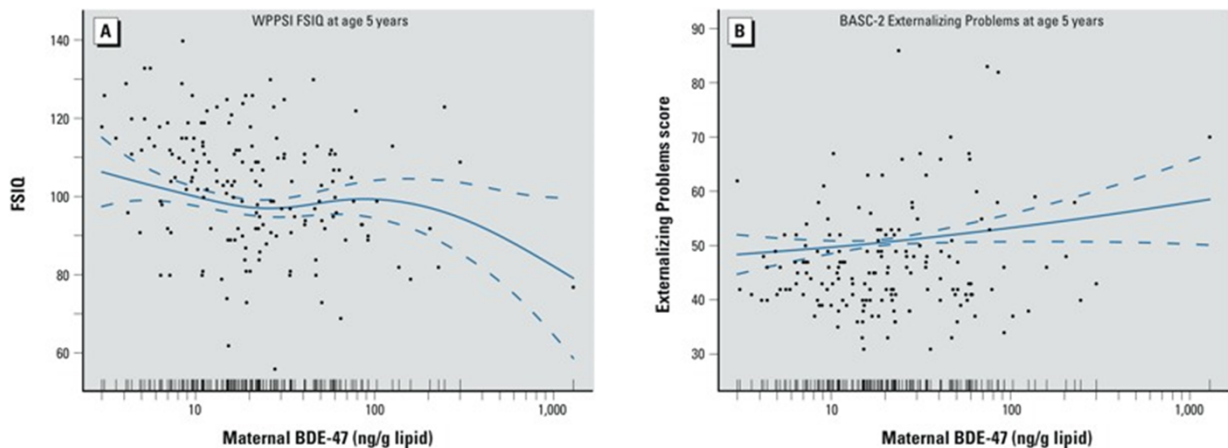 A
WPPSI FSIQ at age 5 years
140
120
100
80
60
FSIQ
10
100
1,000
Maternal BDE-47 (ng/g lipid)
B
BASC-2 Externalizing Problems at age 5 years
90
80
70
60
50
40
30
Externalizing Problems score
10
100
1,000
Maternal BDE-47 (ng/g lipid)